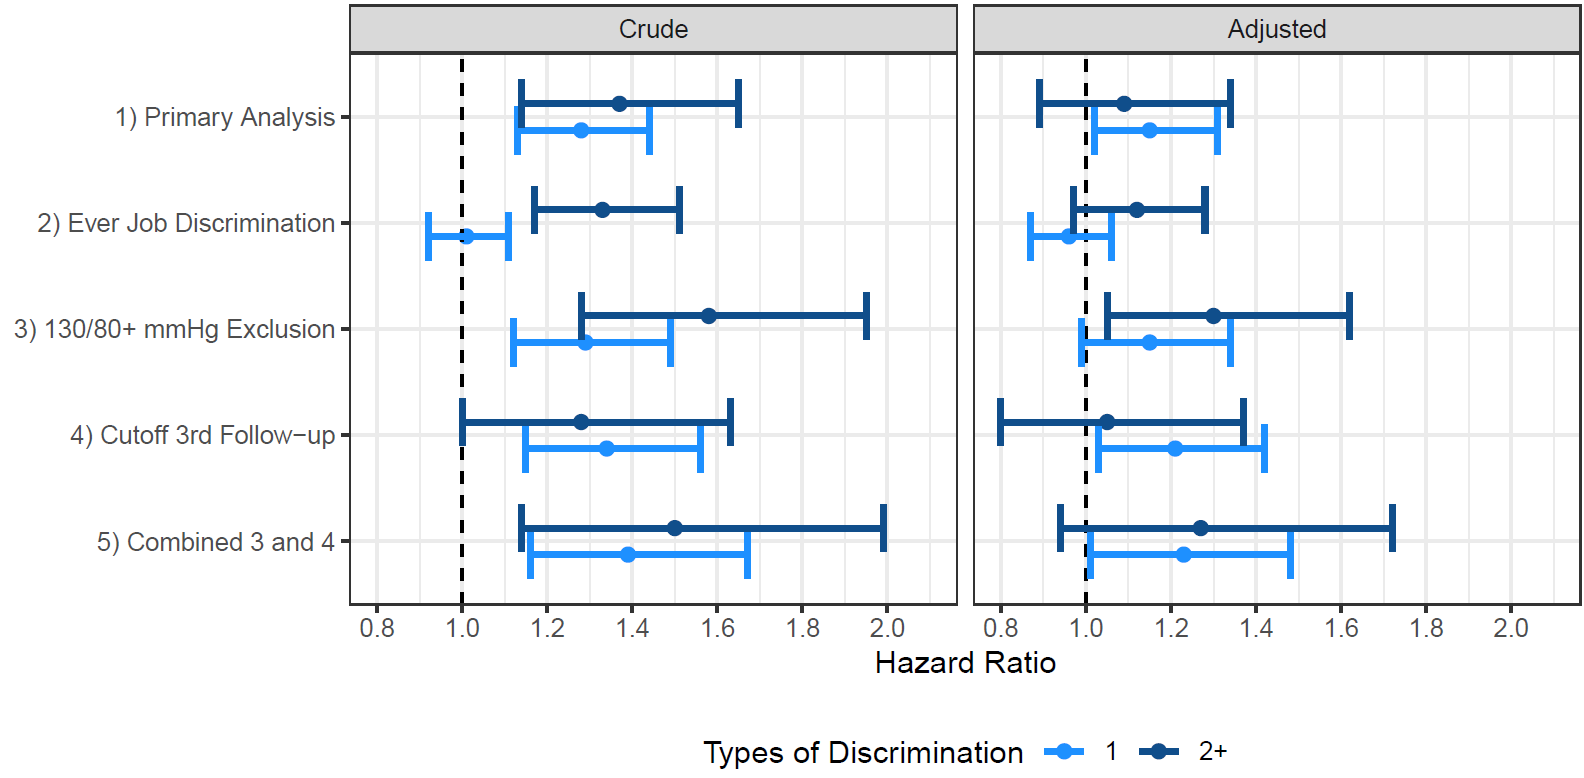 Crude
Adjusted
1) Primary Analysis
2) Ever Job Discrimination
3) 130/80+ mmHg Exclusion
4) Cutoff 3rd Follow−up
5) Combined 3 and 4
0.8 1.0 1.2 1.4 1.6 1.8 2.0
0.8 1.0 1.2 1.4 1.6 1.8 2.0
Hazard Ratio
Types of Discrimination 1 2+